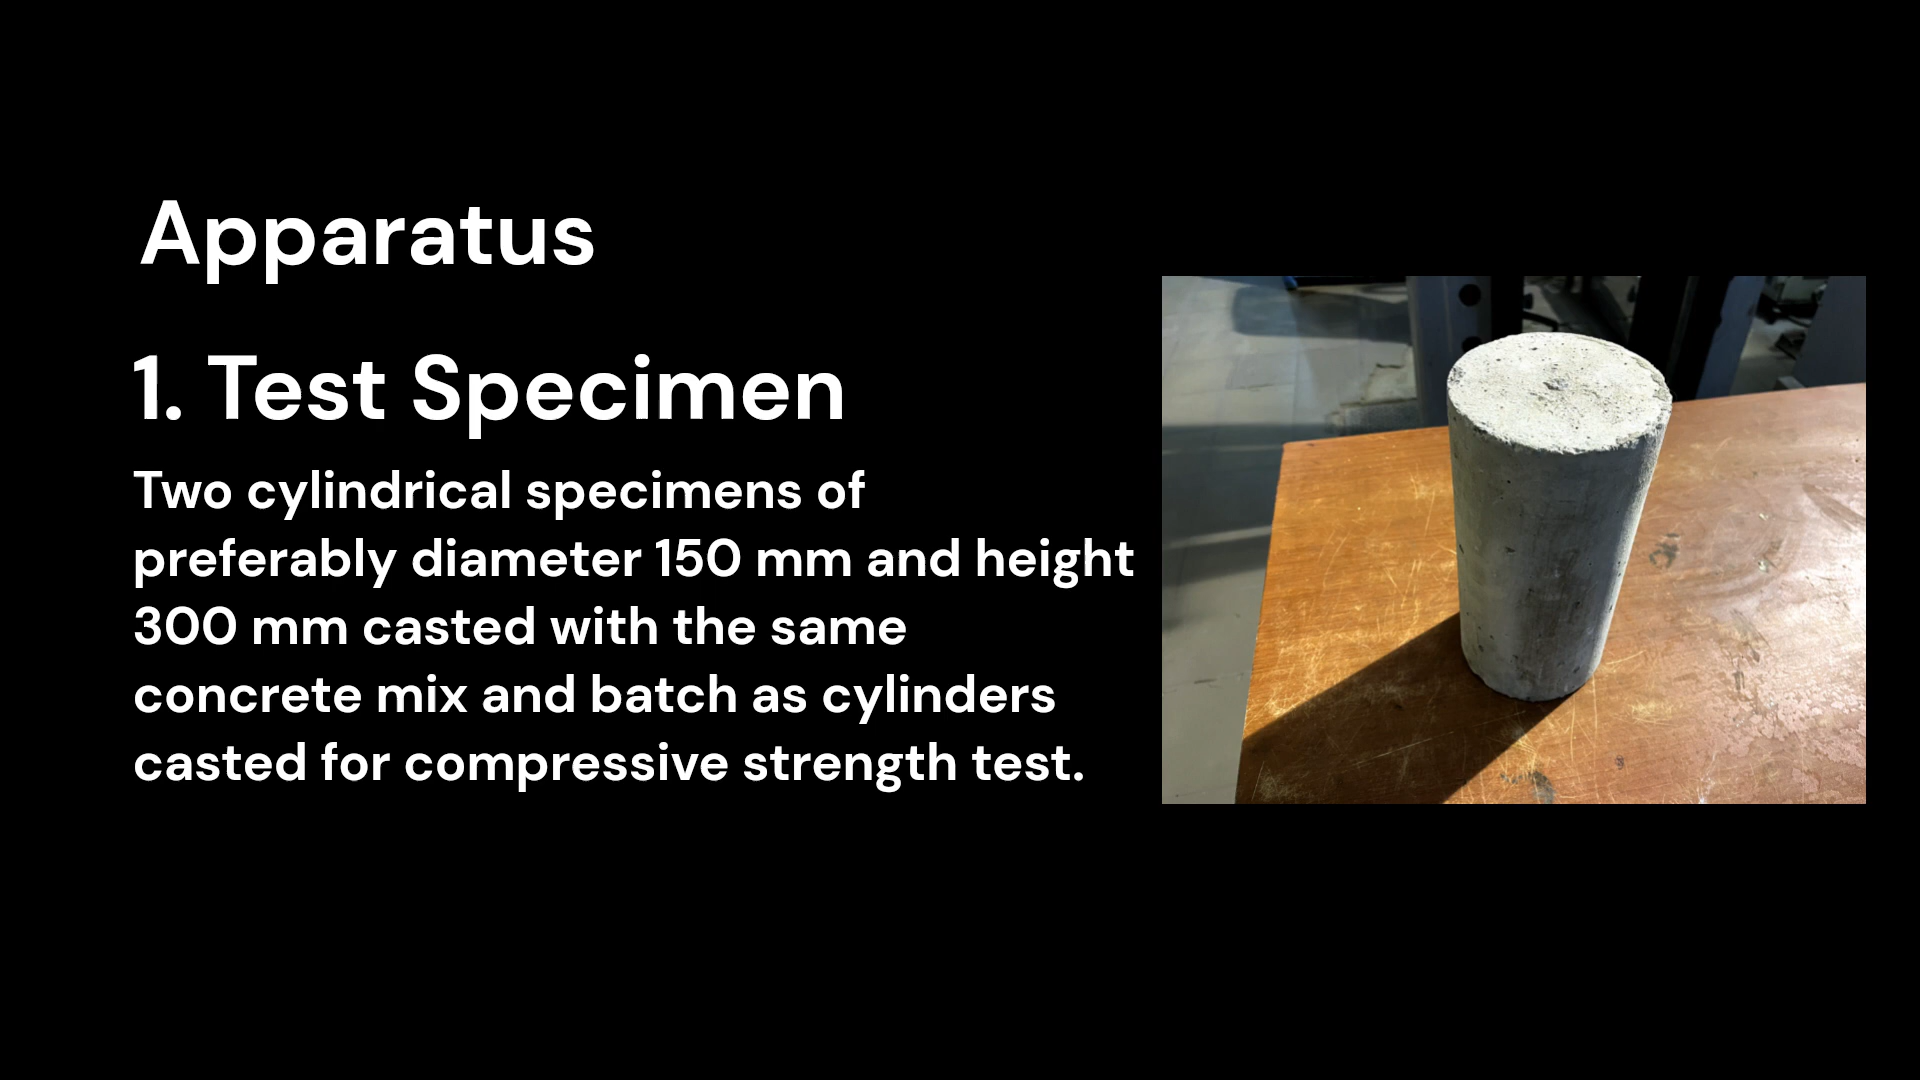 Apparatus
1. Test Specimen
Two cylindrical specimens of
preferably diameter 150 mm and height
300 mm casted with the same
concrete mix and batch as cylinders
casted for compressive strength test.